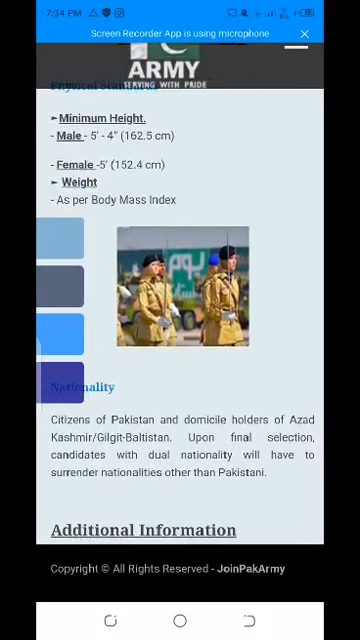 7:34 PM
Screen Recorder App is using microphone
ARMY
SERVING WITH PRIDE
Physical
➢Minimum Height.
- Male - 5' - 4" (162.5 cm)
- Female -5' (152.4 cm)
➢ Weight
- As per Body Mass Index
یوم
Nationality
Citizens of Pakistan and domicile holders of Azad
Kashmir/Gilgit-Baltistan. Upon final selection,
candidates with dual nationality will have to
surrender nationalities other than Pakistani.
Additional Information
Copyright © All Rights Reserved - JoinPakArmy